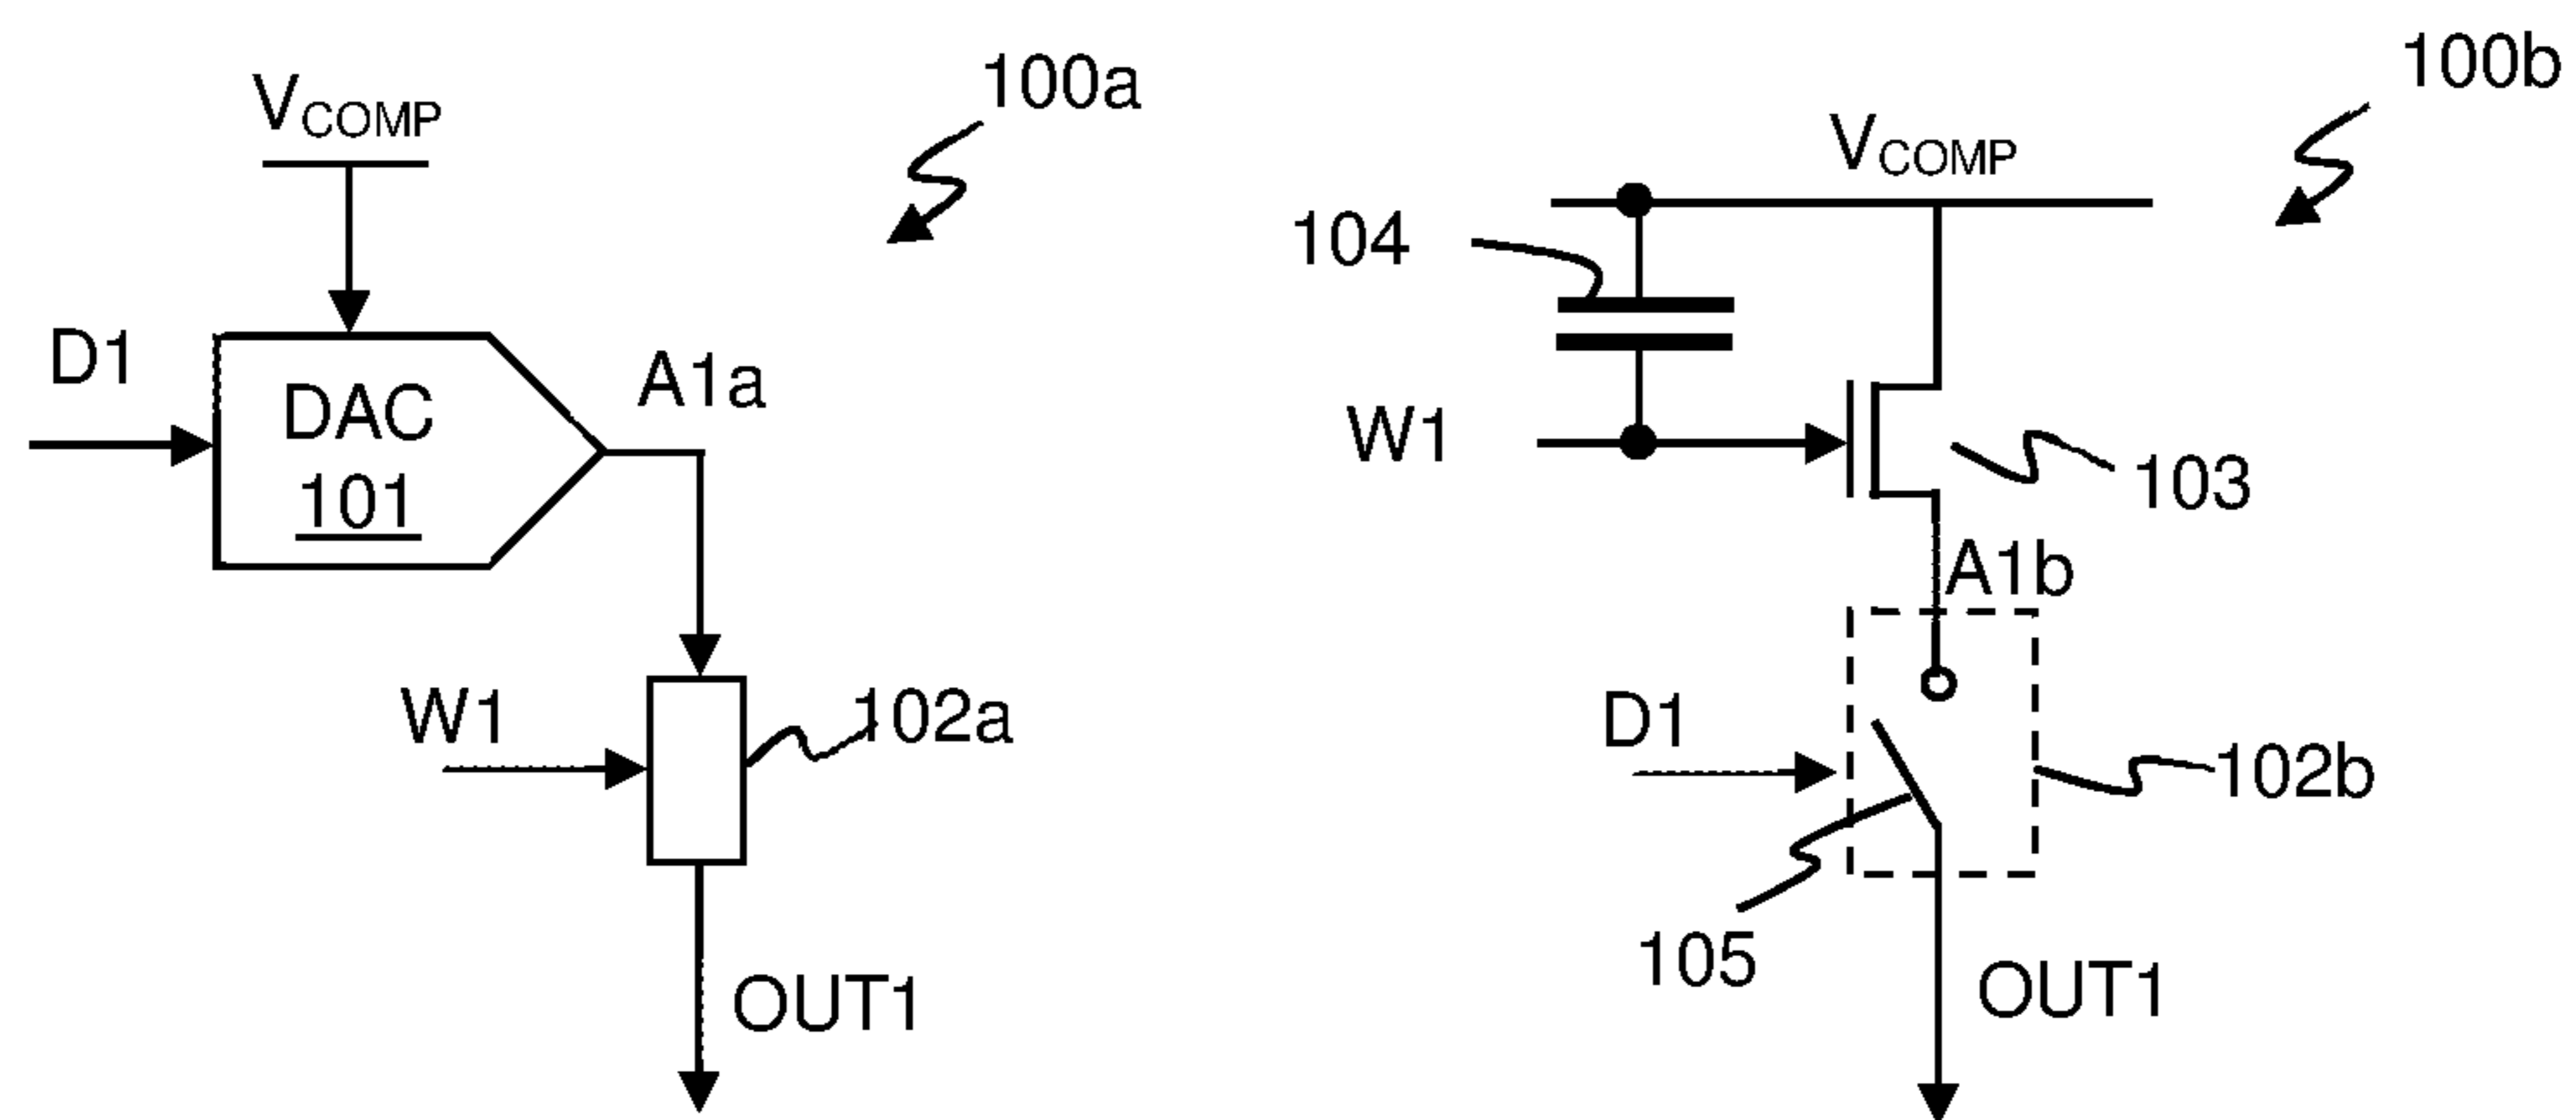 100a
V_COMP
D1
DAC
101
A1a
W1
102a
OUT1
100b
V_COMP
104
W1
103
A1b
D1
102b
105
OUT1